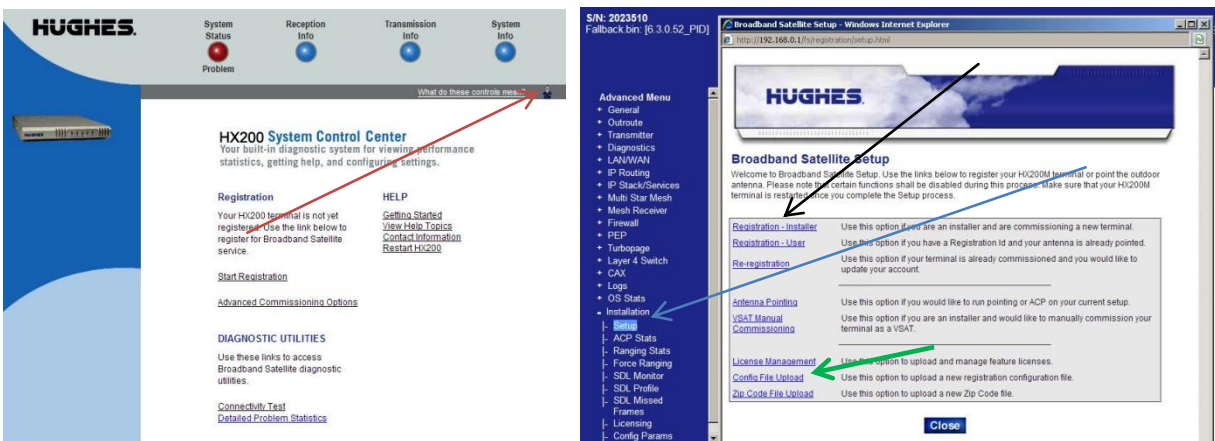 HUGHES.
System
Status
Problem
Reception
Info
Transmission
Info
System
Info
What do these controls mean?
HUGHES
HX200 System Control Center
Your built-in diagnostic system for viewing performance
statistics, getting help, and configuring settings.
Registration
Your HX200 terminal is not yet
registered. Use the link below to
register for Broadband Satellite
service.
Start Registration
Advanced Commissioning Options
HELP
Getting Started
View Help Topics
Contact Information
Restart HX200
DIAGNOSTIC UTILITIES
Use these links to access
Broadband Satellite diagnostic
utilities.
Connectivity Test
Detailed Problem Statistics
S/N: 2023510
Fallback.bin: [6.3.0.52_PID]
Advanced Menu
+ General
+ Outroute
+ Transmitter
+ Diagnostics
+ LAN/WAN
+ IP Routing
+ IP Stack/Services
+ Multi Star Mesh
+ Mesh Receiver
+ Firewall
+ PEP
+ Turbopage
+ Layer 4 Switch
+ CAX
+ Logs
+ OS Stats
- Installation
|- Setup
|- ACP Stats
|- Ranging Stats
|- Force Ranging
|- SDL Monitor
|- SDL Profile
|- SDL Missed
Frames
|- Licensing
|- Config Params
Broadband Satellite Setup - Windows Internet Explorer
http://192.168.0.1/fs/registration/setup.html
HUGHES.
Broadband Satellite Setup
Welcome to Broadband Satellite Setup. Use the links below to register your HX200M terminal or point the outdoor
antenna. Please note that certain functions shall be disabled during this process. Make sure that your HX200M
terminal is restarted once you complete the Setup process.
Registration - Installer Use this option if you are an installer and are commissioning a new terminal.
Registration - User Use this option if you have a Registration Id and your antenna is already pointed.
Re-registration Use this option if your terminal is already commissioned and you would like to
update your account.
Antenna Pointing Use this option if you would like to run pointing or ACP on your current setup.
VSAT Manual Use this option if you are an installer and would like to manually commission your
Commissioning terminal as a VSAT.
License Management Use this option to upload and manage feature licenses.
Config File Upload Use this option to upload a new registration configuration file.
Zip Code File Upload Use this option to upload a new Zip Code file.
Close